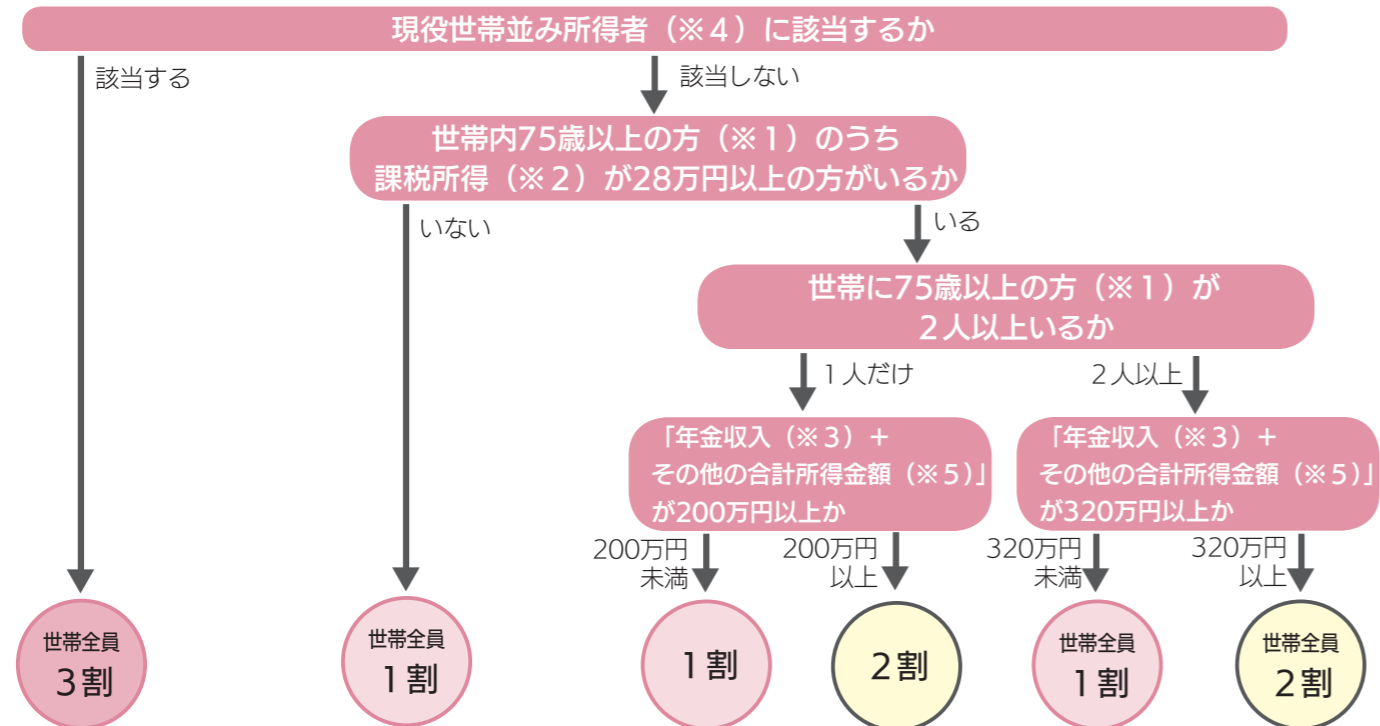 現役世帯並み所得者（※４）に該当するか
該当する
該当しない
世帯内75歳以上の方（※１）のうち
課税所得（※２）が28万円以上の方がいるか
いない
いる
世帯に75歳以上の方（※１）が
２人以上いるか
１人だけ
２人以上
「年金収入（※３）＋
その他の合計所得金額（※５）」
が200万円以上か
「年金収入（※３）＋
その他の合計所得金額（※５）」
が320万円以上か
200万円
未満
200万円
以上
320万円
未満
320万円
以上
世帯全員
３割
世帯全員
１割
１割
２割
世帯全員
１割
世帯全員
２割